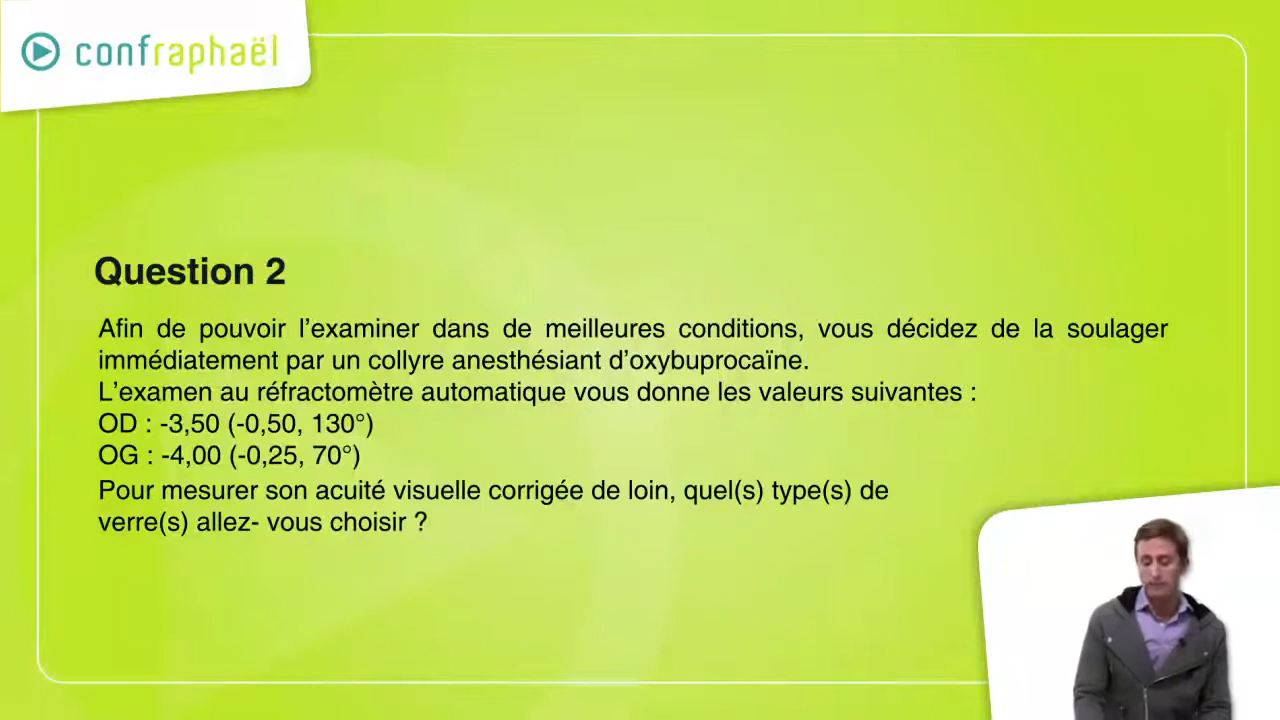 confraphaël
Question 2
Afin de pouvoir l'examiner dans de meilleures conditions, vous décidez de la soulager
immédiatement par un collyre anesthésiant d'oxybuprocaïne.
L'examen au réfractomètre automatique vous donne les valeurs suivantes :
OD : -3,50 (-0,50, 130°)
OG : -4,00 (-0,25, 70°)
Pour mesurer son acuité visuelle corrigée de loin, quel(s) type(s) de
verre(s) allez- vous choisir ?